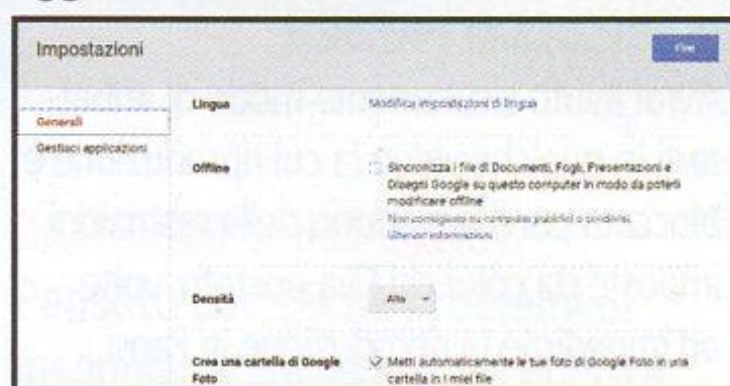 Impostazioni
Fine
Generali
Gestisci applicazioni
Lingua
Modifica impostazioni di lingua
Offline
Sincronizza i file di Documenti, Fogli, Presentazioni e
Disegni Google su questo computer in modo da poterli
modificare offline
Non consigliato su computer pubblici o condivisi.
Ulteriori informazioni
Densità
Alta
Crea una cartella di Google
Foto
Metti automaticamente le tue foto di Google Foto in una
cartella in I miei file